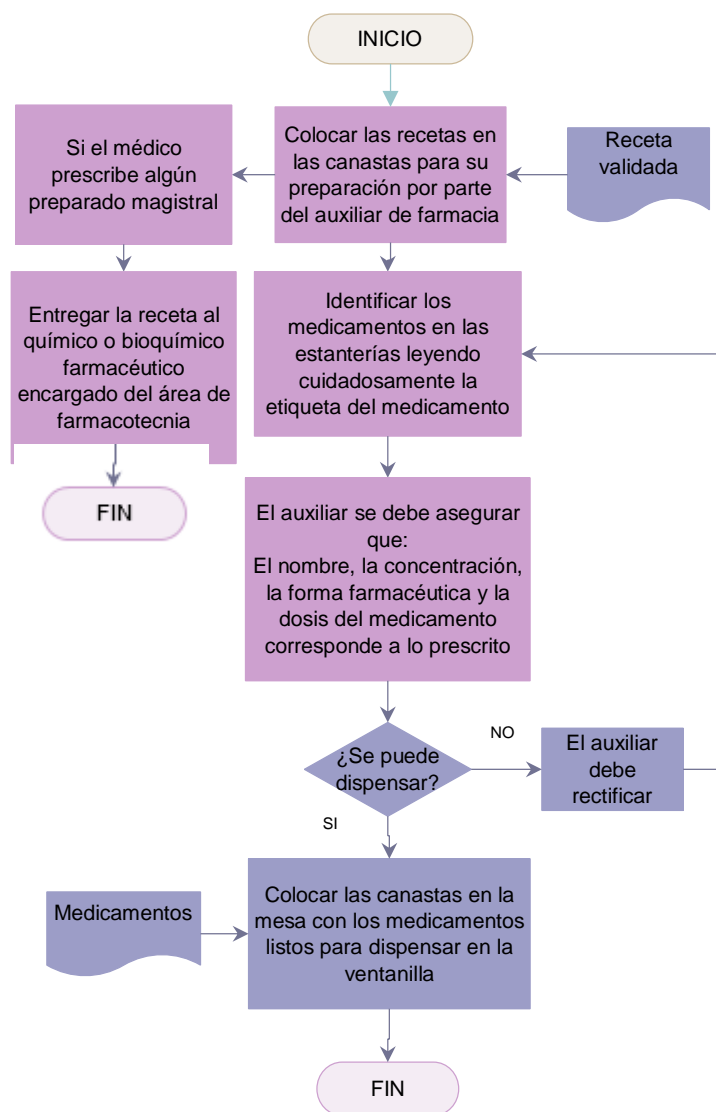 INICIO
Si el médico
prescribe algún
preparado magistral
Colocar las recetas en
las canastas para su
preparación por parte
del auxiliar de farmacia
Receta
validada
Entregar la receta al
químico o bioquímico
farmacéutico
encargado del área de
farmacotecnia
Identificar los
medicamentos en las
estanterías leyendo
cuidadosamente la
etiqueta del medicamento
FIN
El auxiliar se debe asegurar
que:
El nombre, la concentración,
la forma farmacéutica y la
dosis del medicamento
corresponde a lo prescrito
¿Se puede
dispensar?
NO
El auxiliar
debe
rectificar
SI
Medicamentos
Colocar las canastas en la
mesa con los medicamentos
listos para dispensar en la
ventanilla
FIN